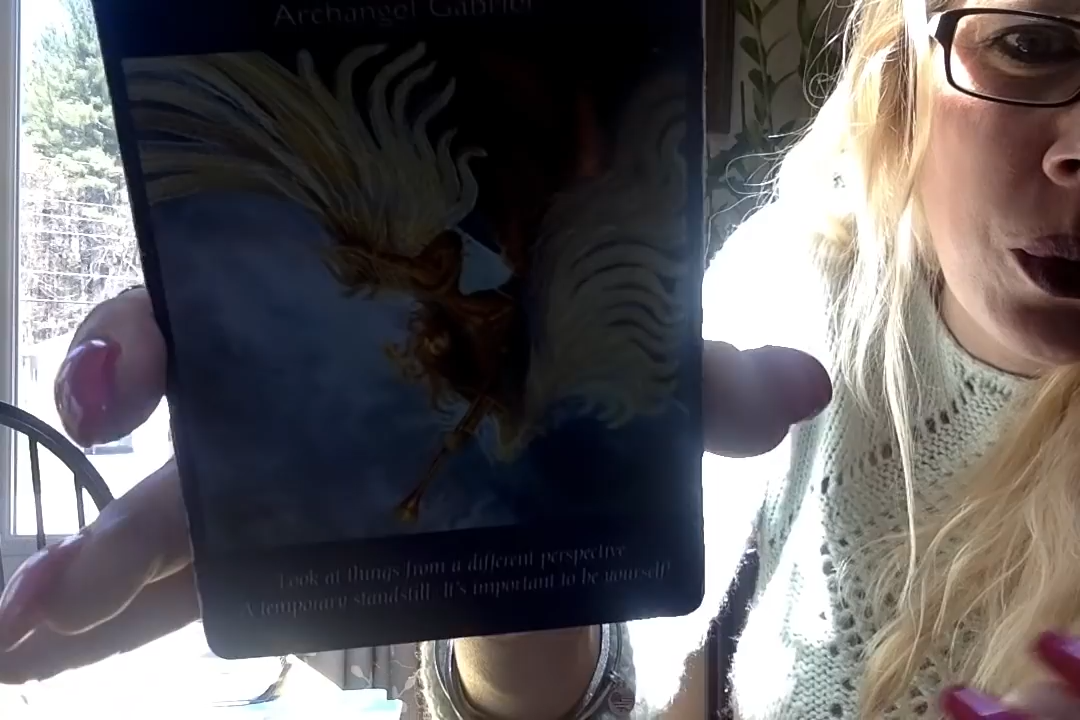 Archangel Gabriel
Look at things from a different perspective
A temporary standstill. It's important to be yourself